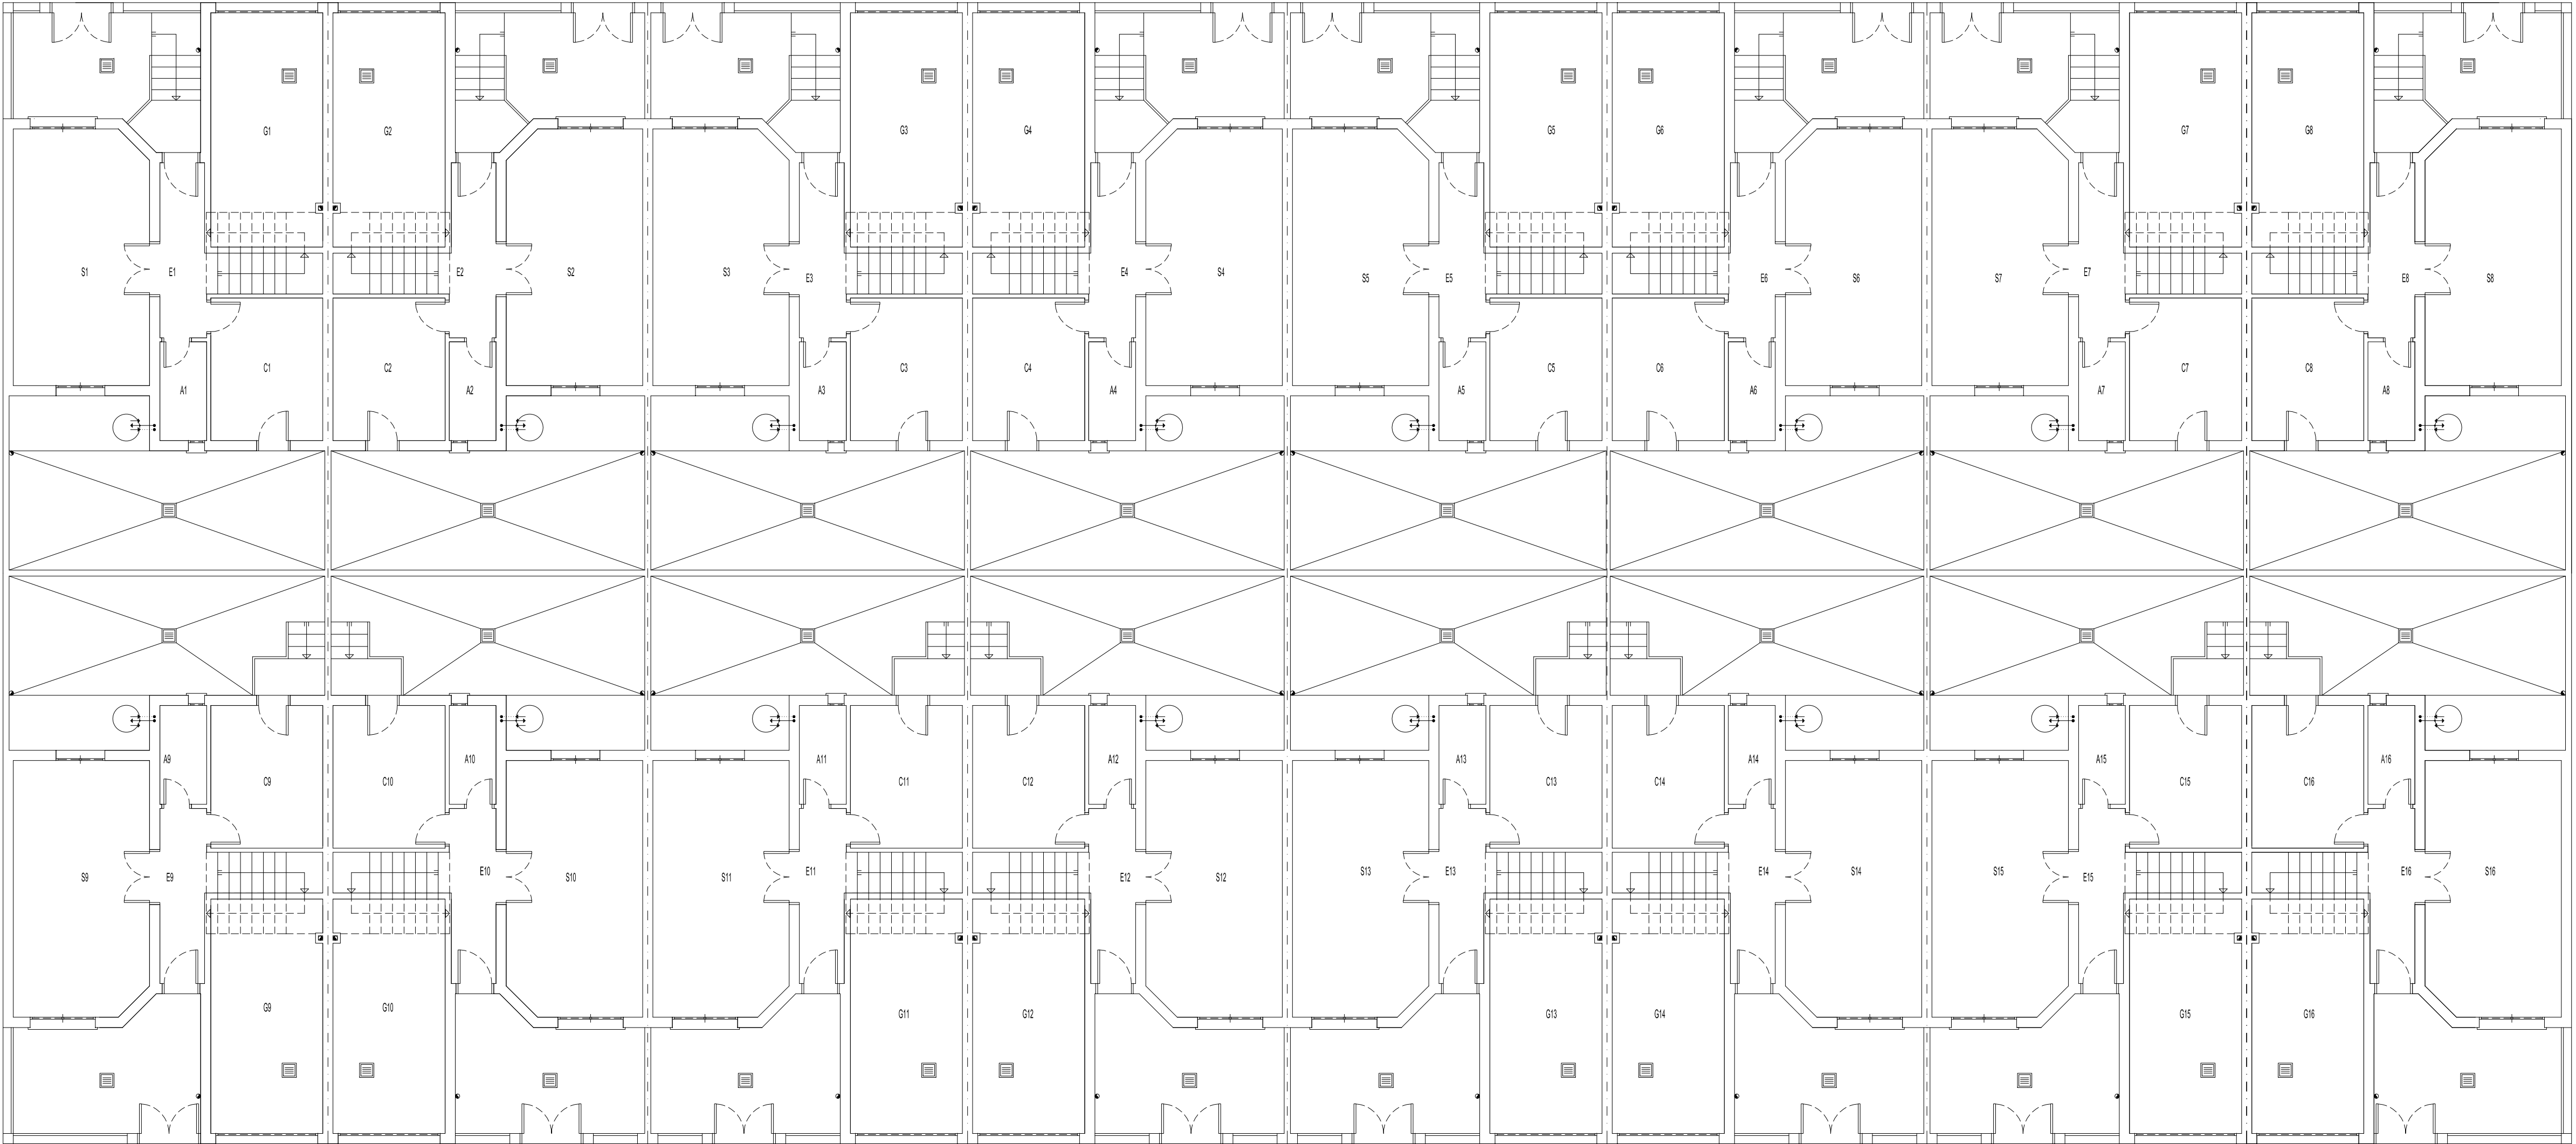 G1 G2 G3 G4 G5 G6 G7 G8
S1 E1 E2 S2 S3 E3 E4 S4 S5 E5 E6 S6 S7 E7 E8 S8
C1 C2 C3 C4 C5 C6 C7 C8
A1 A2 A3 A4 A5 A6 A7 A8
A9 A10 A11 A12 A13 A14 A15 A16
C9 C10 C11 C12 C13 C14 C15 C16
S9 E9 E10 S10 S11 E11 E12 S12 S13 E13 E14 S14 S15 E15 E16 S16
G9 G10 G11 G12 G13 G14 G15 G16